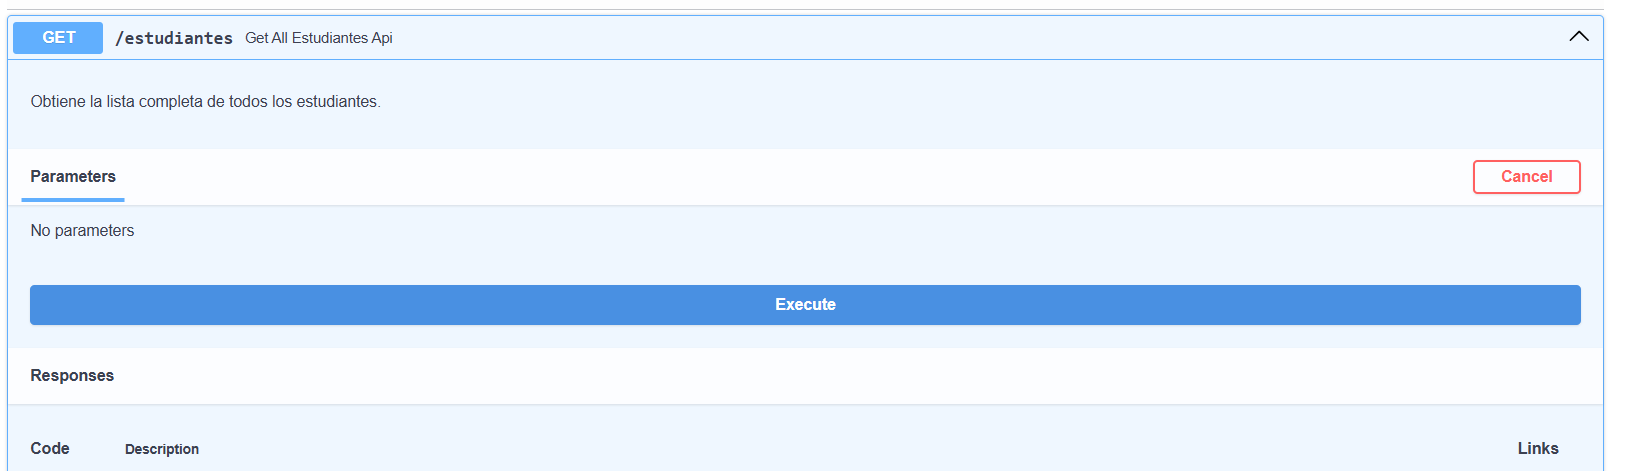 GET /estudiantes Get All Estudiantes Api
Obtiene la lista completa de todos los estudiantes.
Parameters Cancel
No parameters
Execute
Responses
Code Description Links